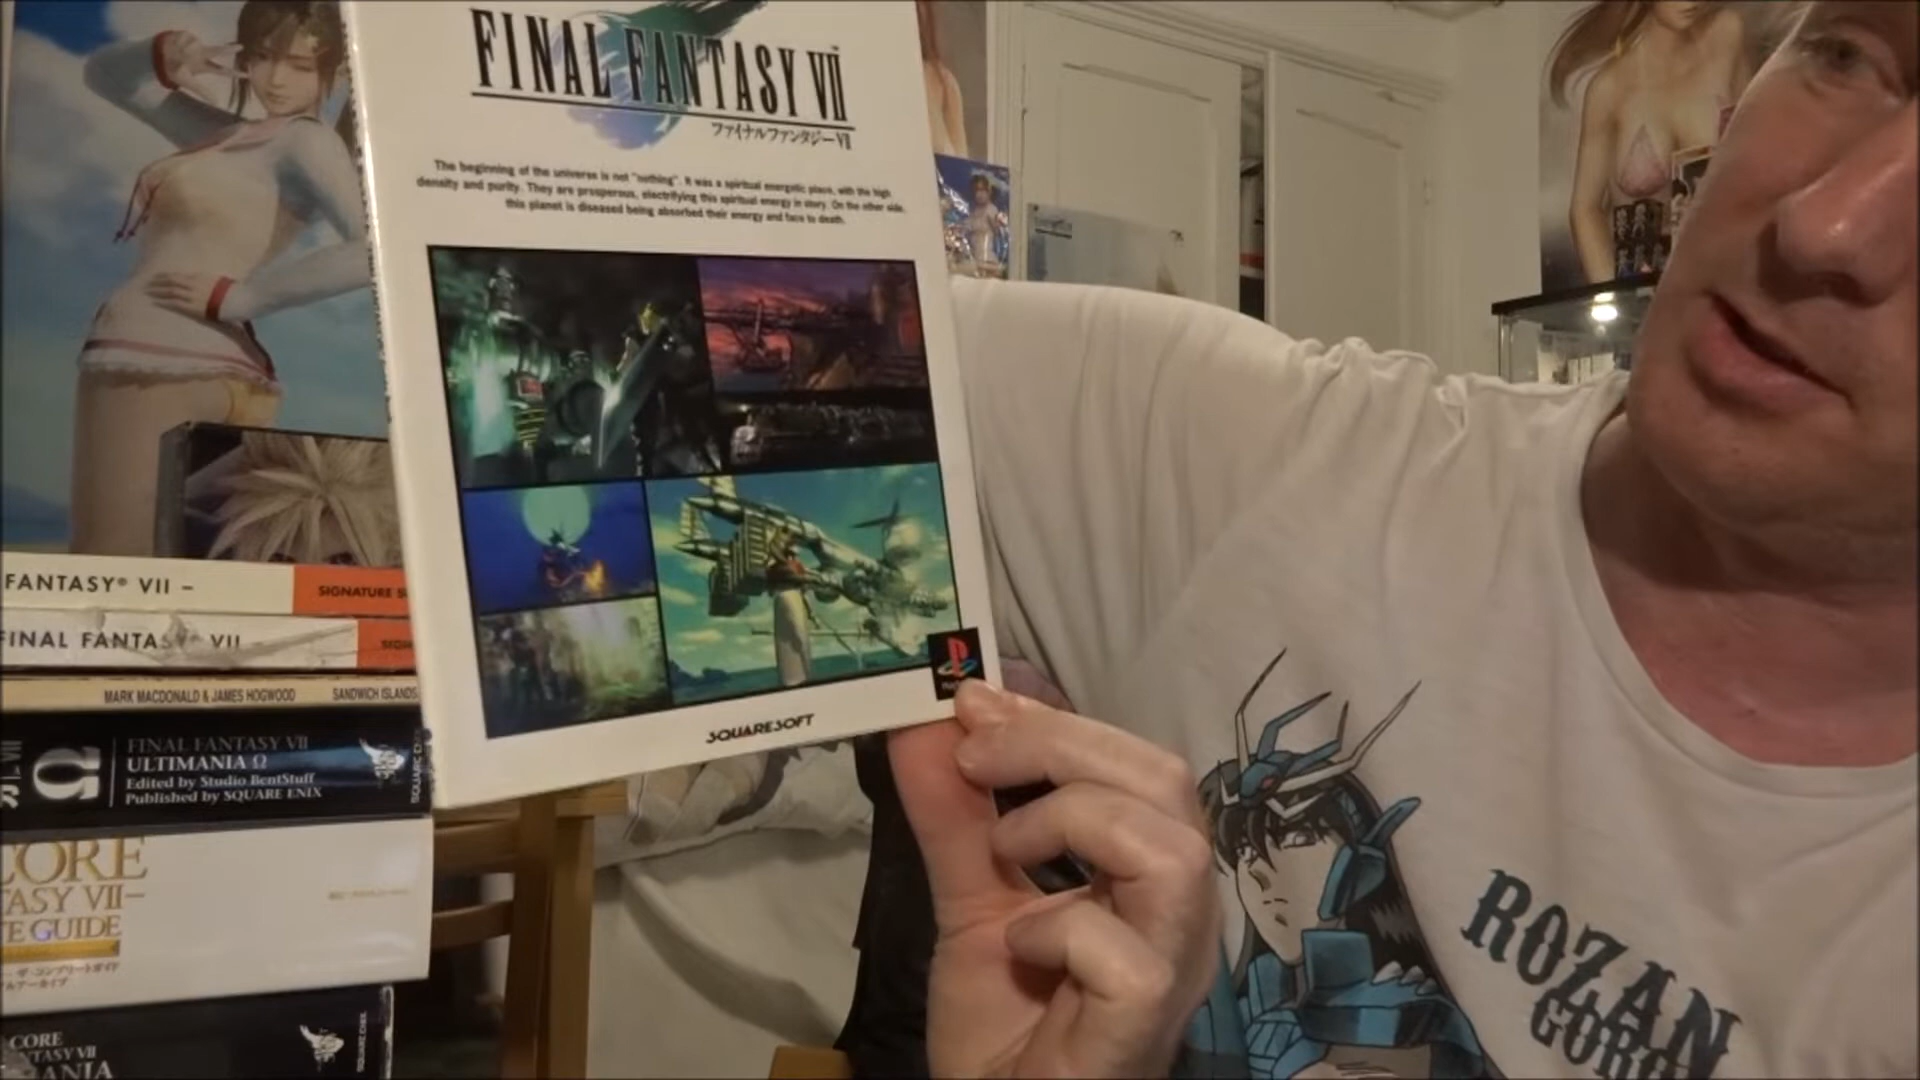 FINAL FANTASY VII
ファイナルファンタジーVII
The beginning of the universe is not "nothing". It was a spiritual energetic place, with the high
density and purity. They are prosperous, electrifying this spiritual energy in story. On the other side,
this planet is diseased being absorbed their energy and face to death.
SQUARESOFT
FANTASY® VII –
SIGNATURE S
FINAL FANTASY VII
MARK MACDONALD & JAMES HOGWOOD
SANDWICH ISLANDS
Ω
FINAL FANTASY VII
ULTIMANIA Ω
Edited by Studio BentStuff
Published by SQUARE ENIX
CORE
TASY VII–
TE GUIDE
CORE
NTASY VII
MANIA
ROZAN
GORO